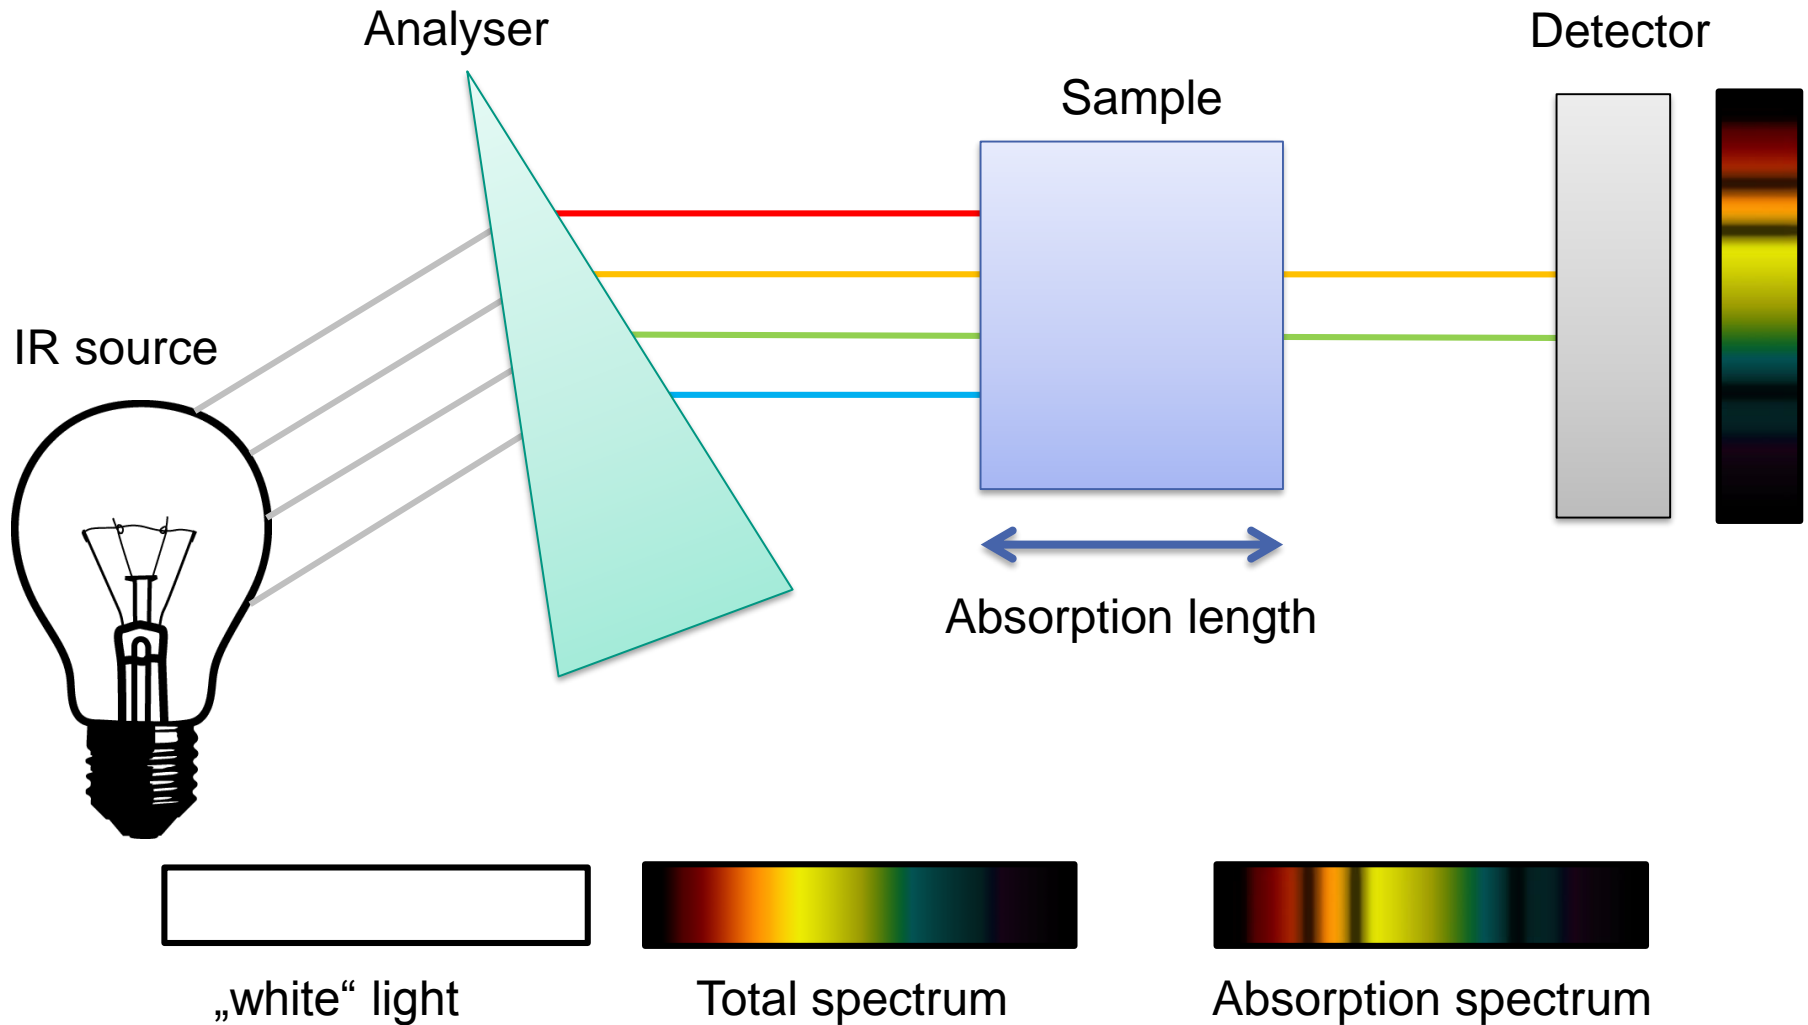 Analyser
Detector
Sample
IR source
Absorption length
„white“ light
Total spectrum
Absorption spectrum